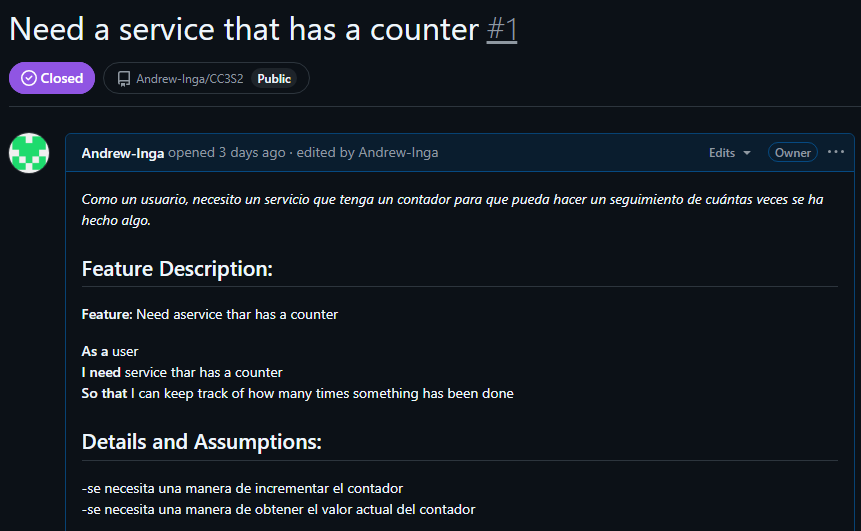 Need a service that has a counter #1
Closed
Andrew-Inga/CC3S2 Public
Andrew-Inga opened 3 days ago · edited by Andrew-Inga
Edits
Owner
Como un usuario, necesito un servicio que tenga un contador para que pueda hacer un seguimiento de cuántas veces se ha
hecho algo.
Feature Description:
Feature: Need aservice thar has a counter
As a user
I need service thar has a counter
So that I can keep track of how many times something has been done
Details and Assumptions:
-se necesita una manera de incrementar el contador
-se necesita una manera de obtener el valor actual del contador